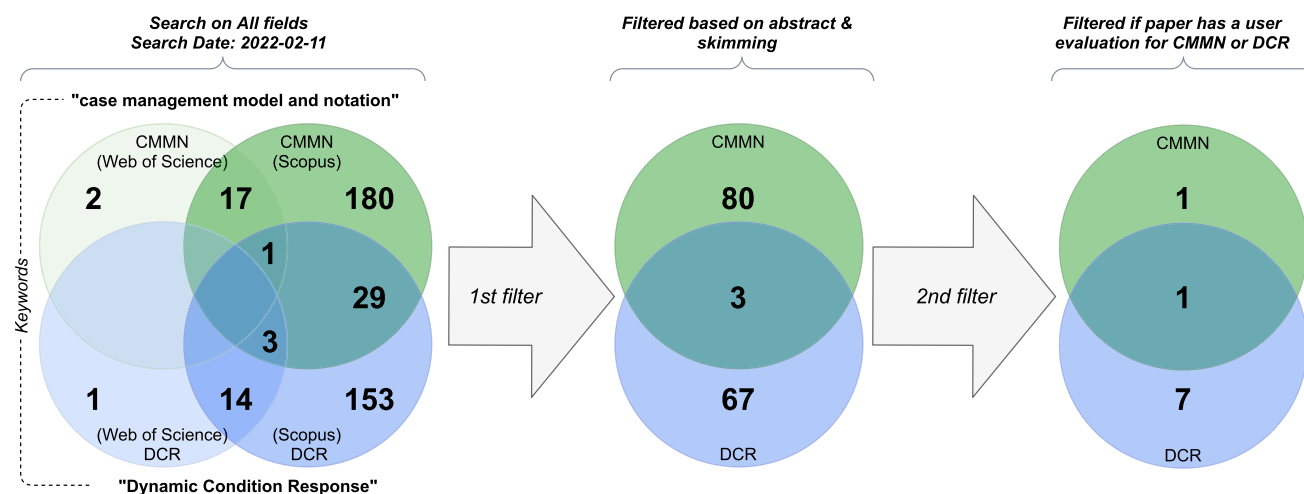 Search on All fields
Search Date: 2022-02-11
Filtered based on abstract &
skimming
Filtered if paper has a user
evaluation for CMMN or DCR
"case management model and notation"
Keywords
CMMN
(Web of Science)
CMMN
(Scopus)
2
17
180
1
29
3
1
14
153
(Web of Science)
DCR
(Scopus)
DCR
"Dynamic Condition Response"
1st filter
CMMN
80
3
67
DCR
2nd filter
CMMN
1
1
7
DCR